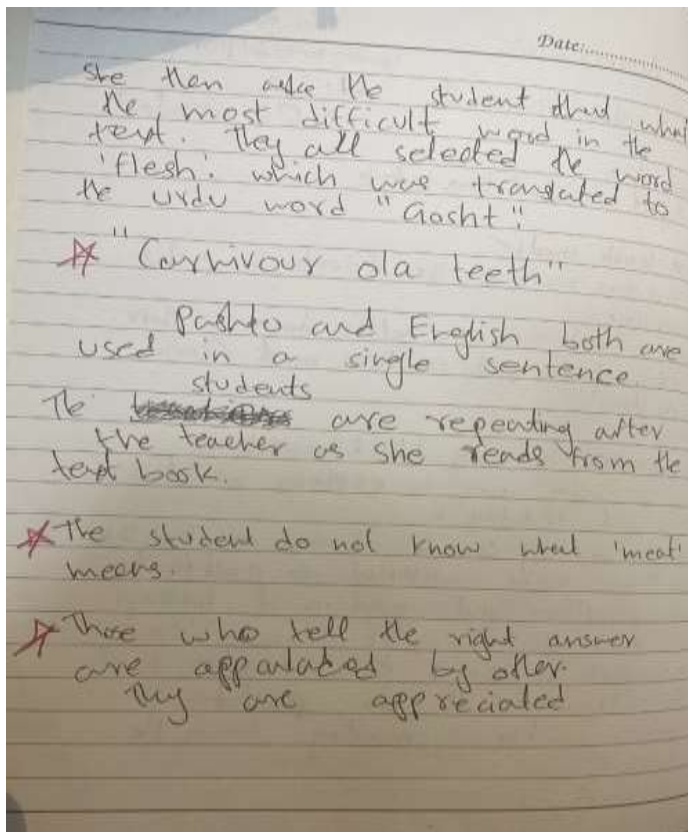 Date:
She then aske the student that what
the most difficult word in the
text. They all selected the word
'flesh'. which was translated to
the urdu word "Gosht".
"Carnivour ola teeth"
Pashto and English both are
used in a single sentence
students
The are repeating after
the teacher as she reads from the
text book.
The student do not know what 'meat'
means.
Those who tell the right answer
are by other.
They are appreciated